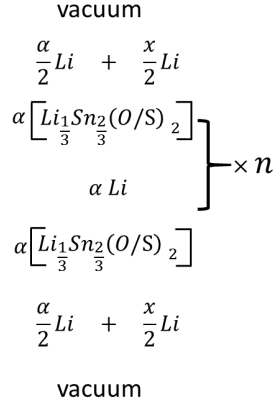 vacuum
α/2 Li + x/2 Li
α[Li1/3Sn2/3(O/S) 2]
× n
α Li
α[Li1/3Sn2/3(O/S) 2]
α/2 Li + x/2 Li
vacuum